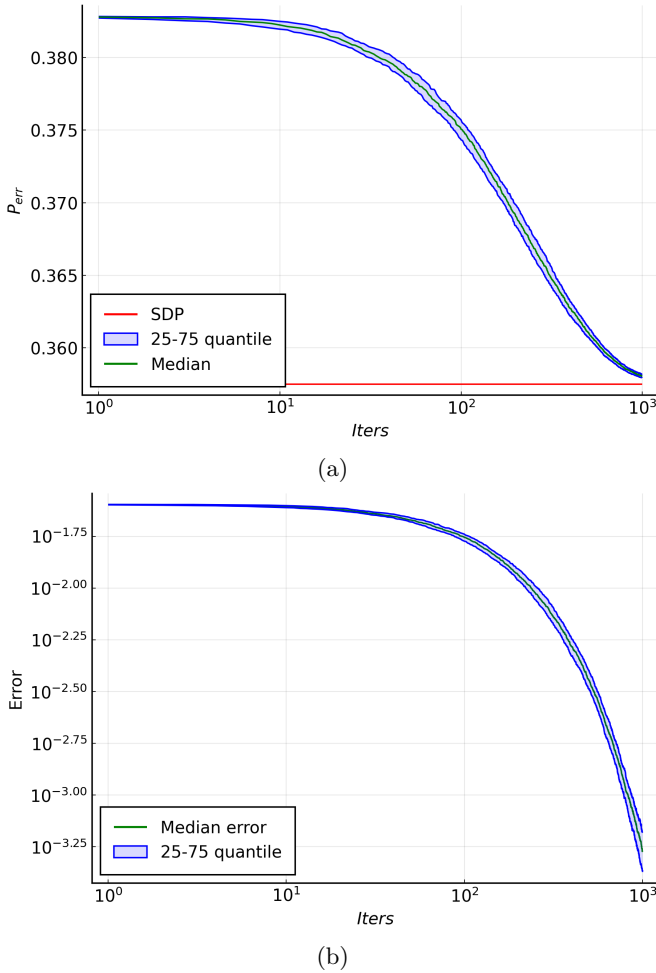 0.380
0.375
0.370
0.365
0.360
P_err
SDP
25-75 quantile
Median
10^0
10^1
10^2
10^3
Iters
(a)
10^−1.75
10^−2.00
10^−2.25
10^−2.50
10^−2.75
10^−3.00
10^−3.25
Error
Median error
25-75 quantile
10^0
10^1
10^2
10^3
Iters
(b)